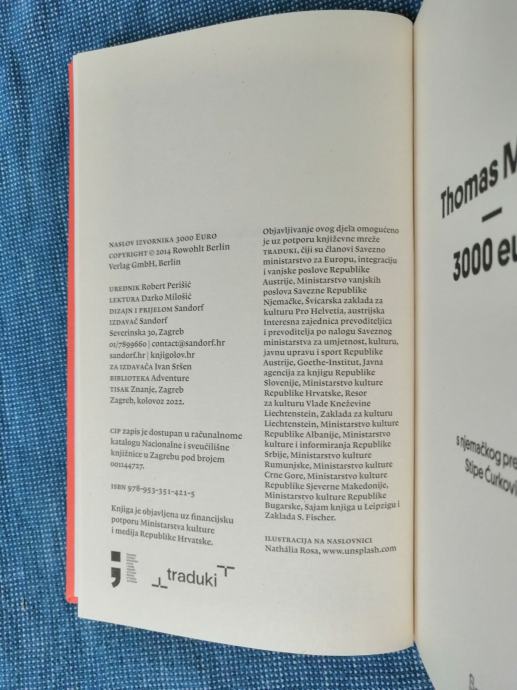 NASLOV IZVORNIKA 3000 EURO
COPYRIGHT © 2014 Rowohlt Berlin
Verlag GmbH, Berlin
UREDNIK Robert Perišić
LEKTURA Darko Milošić
DIZAJN I PRIJELOM Sandorf
IZDAVAČ Sandorf
Severinska 30, Zagreb
01/7899660 | contact@sandorf.hr
sandorf.hr | knjigolov.hr
ZA IZDAVAČA Ivan Sršen
BIBLIOTEKA Adventure
TISAK Znanje, Zagreb
Zagreb, kolovoz 2022.
CIP zapis je dostupan u računalnome
katalogu Nacionalne i sveučilišne
knjižnice u Zagrebu pod brojem
001144727.
ISBN 978-953-351-421-5
Knjiga je objavljena uz financijsku
potporu Ministarstva kulture
i medija Republike Hrvatske.
traduki
Objavljivanje ovog djela omogućeno
je uz potporu književne mreže
TRADUKI, čiji su članovi Savezno
ministarstvo za Europu, integraciju
i vanjske poslove Republike
Austrije, Ministarstvo vanjskih
poslova Savezne Republike
Njemačke, Švicarska zaklada za
kulturu Pro Helvetia, austrijska
Interesna zajednica prevoditeljica
i prevoditelja po nalogu Saveznog
ministarstva za umjetnost, kulturu,
javnu upravu i sport Republike
Austrije, Goethe-Institut, Javna
agencija za knjigu Republike
Slovenije, Ministarstvo kulture
Republike Hrvatske, Resor
za kulturu Vlade Kneževine
Liechtenstein, Zaklada za kulturu
Liechtenstein, Ministarstvo kulture
Republike Albanije, Ministarstvo
kulture i informiranja Republike
Srbije, Ministarstvo kulture
Rumunjske, Ministarstvo kulture
Crne Gore, Ministarstvo kulture
Republike Sjeverne Makedonije,
Ministarstvo kulture Republike
Bugarske, Sajam knjiga u Leipzigu i
Zaklada S. Fischer.
ILUSTRACIJA NA NASLOVNICI
Nathália Rosa, www.unsplash.com
Thomas M
3000 eu
s njemačkog pre
Stipe Ćurkovi